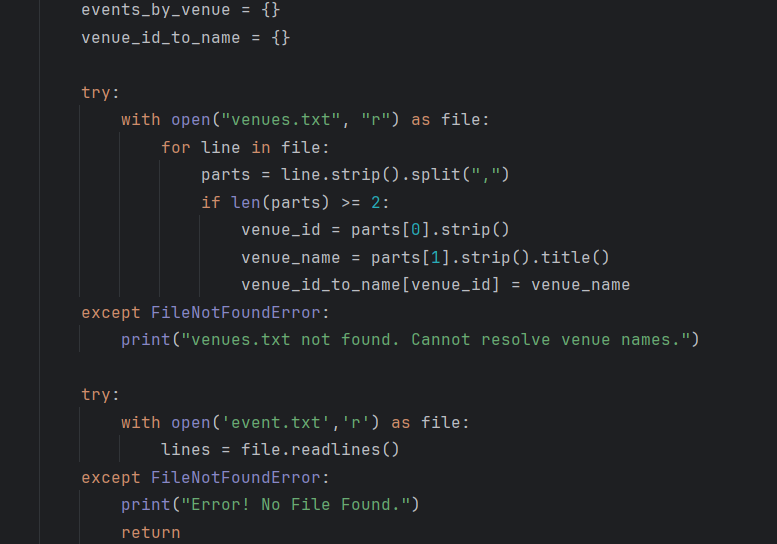 events_by_venue = {}
venue_id_to_name = {}
try:
with open("venues.txt", "r") as file:
for line in file:
parts = line.strip().split(",")
if len(parts) >= 2:
venue_id = parts[0].strip()
venue_name = parts[1].strip().title()
venue_id_to_name[venue_id] = venue_name
except FileNotFoundError:
print("venues.txt not found. Cannot resolve venue names.")
try:
with open('event.txt','r') as file:
lines = file.readlines()
except FileNotFoundError:
print("Error! No File Found.")
return